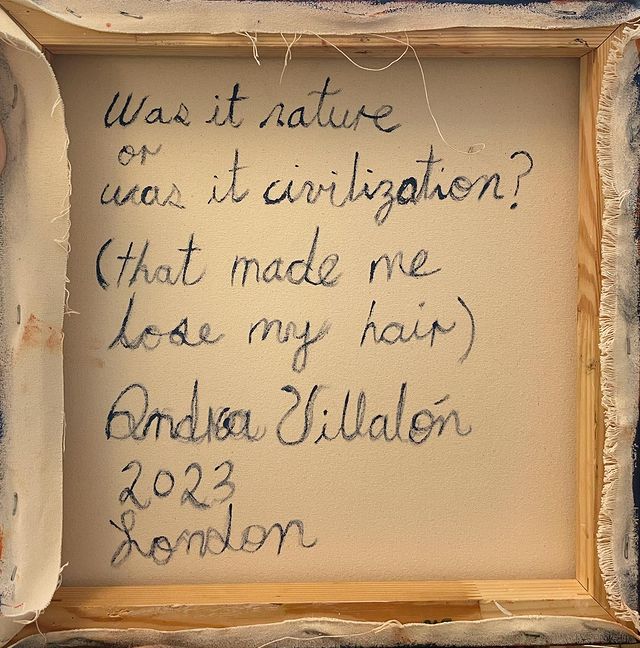 Was it nature
or
was it civilization?
(that made me
lose my hair)
Andrea Villalón
2023
London